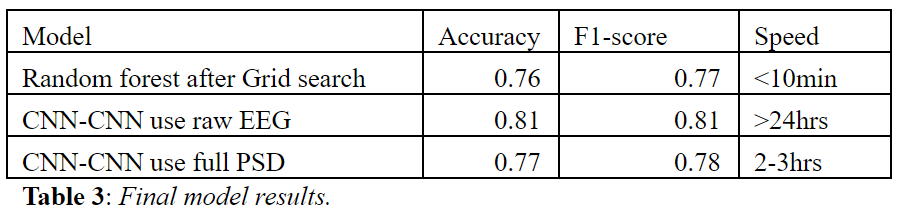 Model Accuracy F1-score Speed
Random forest after Grid search 0.76 0.77 <10min
CNN-CNN use raw EEG 0.81 0.81 >24hrs
CNN-CNN use full PSD 0.77 0.78 2-3hrs
Table 3: Final model results.